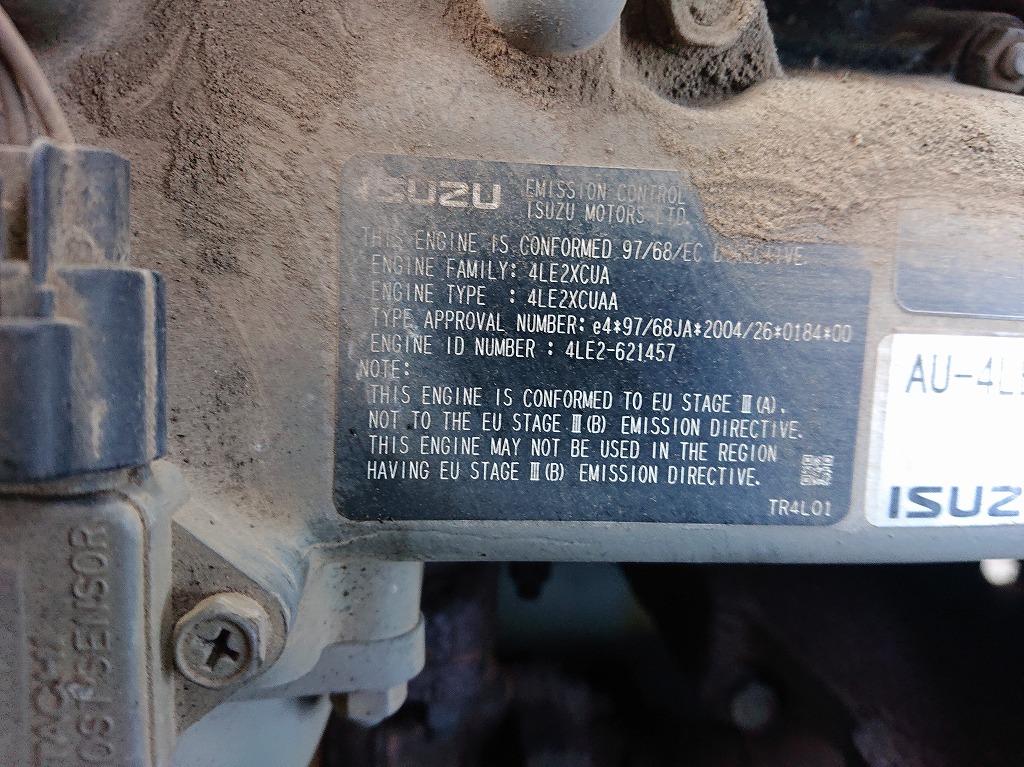 ISUZU
EMISSION CONTROL
ISUZU MOTORS LTD.
THIS ENGINE IS CONFORMED 97/68/EC DIRECTIVE.
ENGINE FAMILY: 4LE2XCUA
ENGINE TYPE : 4LE2XCUAA
TYPE APPROVAL NUMBER: e4*97/68JA*2004/26*0184*00
ENGINE ID NUMBER : 4LE2-621457
NOTE:
THIS ENGINE IS CONFORMED TO EU STAGE Ⅲ(A).
NOT TO THE EU STAGE Ⅲ(B) EMISSION DIRECTIVE.
THIS ENGINE MAY NOT BE USED IN THE REGION
HAVING EU STAGE Ⅲ(B) EMISSION DIRECTIVE.
TR4L01
AU-4L
ISUZ
SENSOR